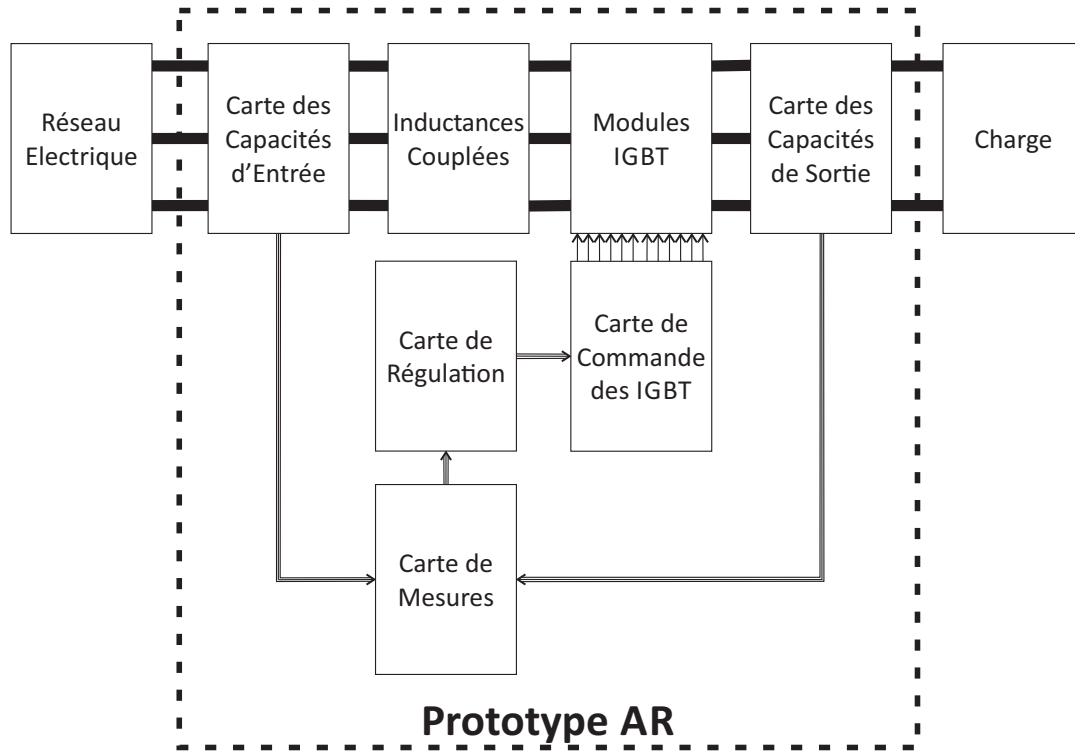 Réseau
Electrique
Carte des
Capacités
d'Entrée
Inductances
Couplées
Modules
IGBT
Carte des
Capacités
de Sortie
Charge
Carte de
Régulation
Carte de
Commande
des IGBT
Carte de
Mesures
Prototype AR